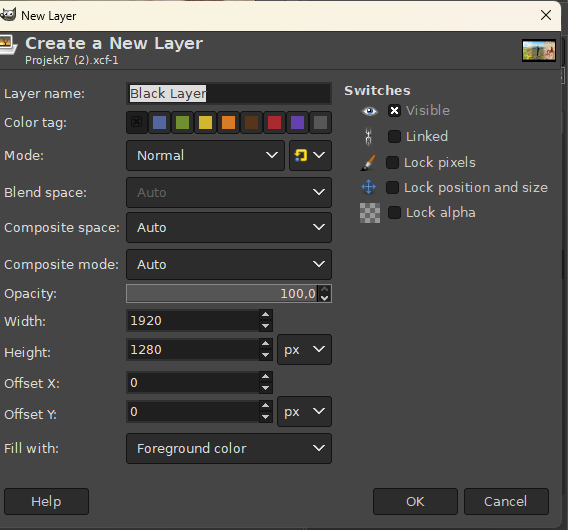 New Layer
Create a New Layer
Projekt7 (2).xcf-1
Layer name: Black Layer
Color tag:
Mode: Normal
Blend space: Auto
Composite space: Auto
Composite mode: Auto
Opacity: 100,0
Width: 1920
Height: 1280 px
Offset X: 0
Offset Y: 0 px
Fill with: Foreground color
Switches
Visible
Linked
Lock pixels
Lock position and size
Lock alpha
Help OK Cancel